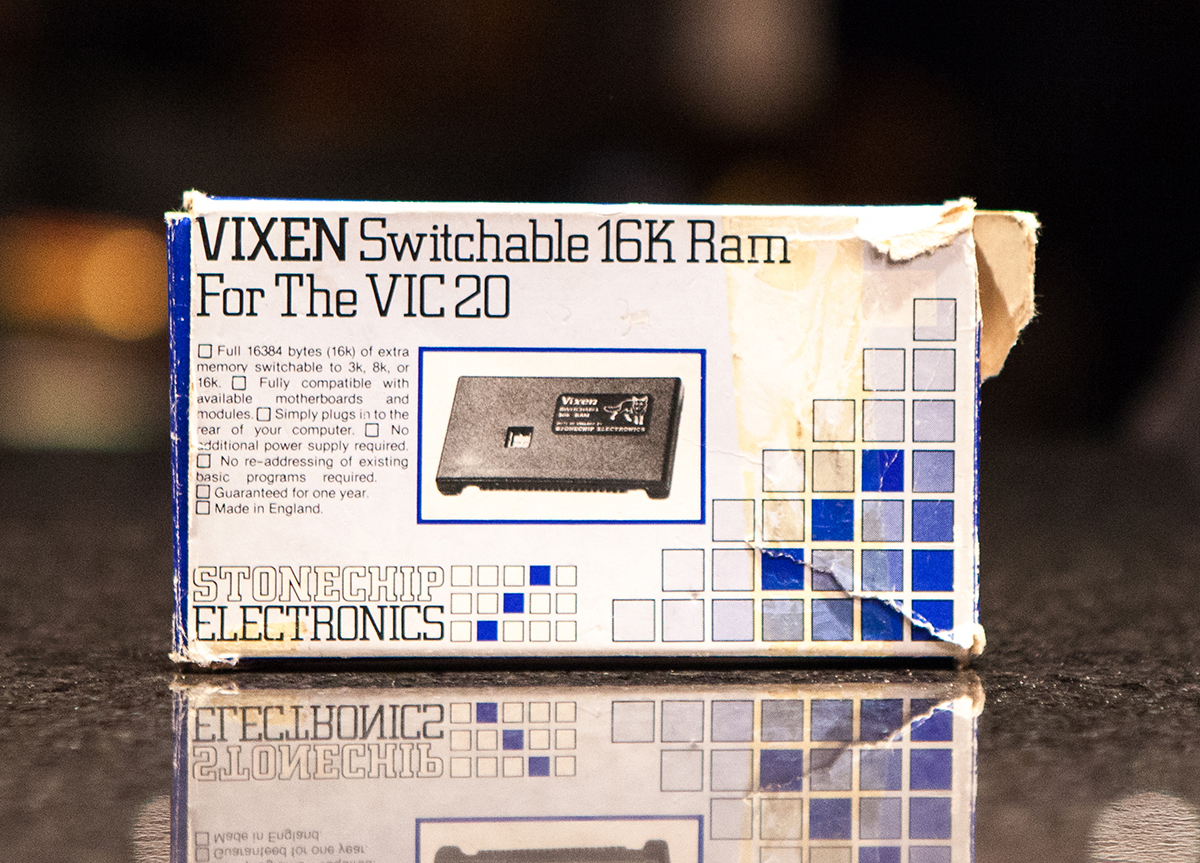 VIXEN Switchable 16K Ram
For The VIC 20
☐ Full 16384 bytes (16k) of extra
memory switchable to 3k, 8k, or
16k. ☐ Fully compatible with
available motherboards and
modules. ☐ Simply plugs in to the
rear of your computer. ☐ No
additional power supply required.
☐ No re-addressing of existing
basic programs required.
☐ Guaranteed for one year.
☐ Made in England.
Vixen
SWITCHABLE
16K RAM
STONECHIP ELECTRONICS
STONECHIP
ELECTRONICS